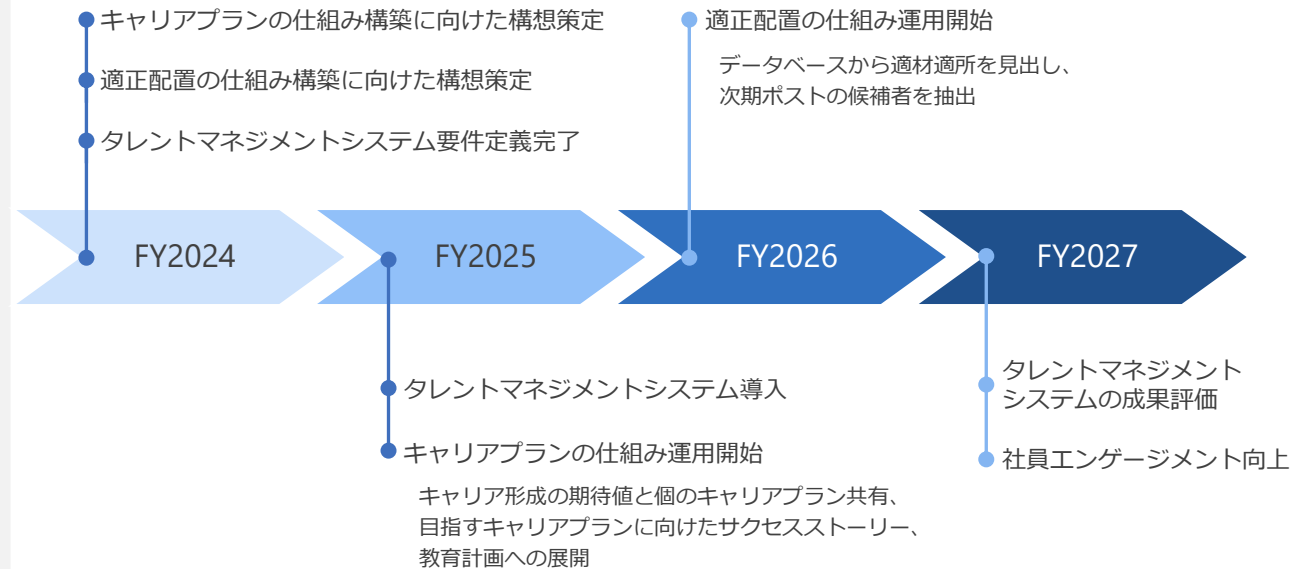 キャリアプランの仕組み構築に向けた構想策定
適正配置の仕組み構築に向けた構想策定
タレントマネジメントシステム要件定義完了
適正配置の仕組み運用開始
データベースから適材適所を見出し、
次期ポストの候補者を抽出
FY2024
FY2025
FY2026
FY2027
タレントマネジメントシステム導入
キャリアプランの仕組み運用開始
キャリア形成の期待値と個のキャリアプラン共有、
目指すキャリアプランに向けたサクセスストーリー、
教育計画への展開
タレントマネジメント
システムの成果評価
社員エンゲージメント向上